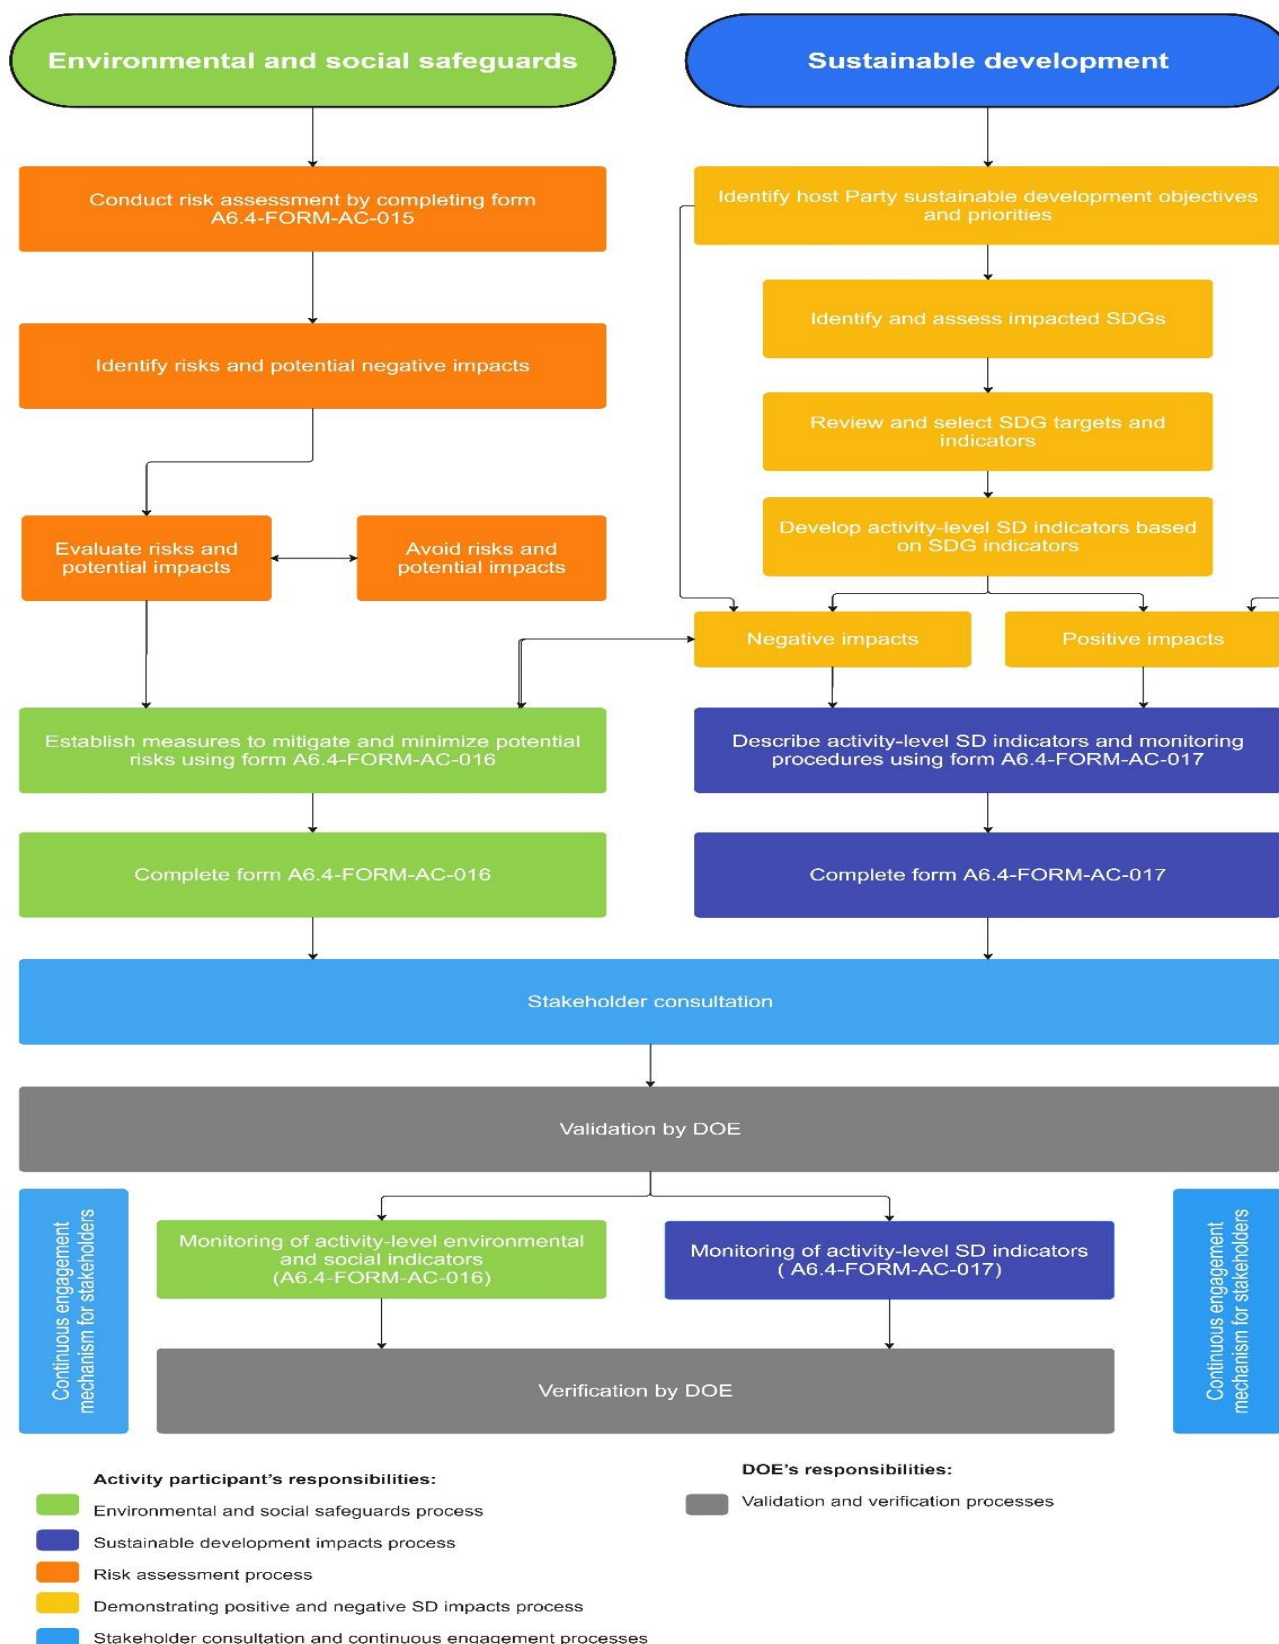 Environmental and social safeguards
Sustainable development
Conduct risk assessment by completing form
A6.4-FORM-AC-015
Identify host Party sustainable development objectives
and priorities
Identify and assess impacted SDGs
Identify risks and potential negative impacts
Review and select SDG targets and
indicators
Evaluate risks and
potential impacts
Avoid risks and
potential impacts
Develop activity-level SD indicators based
on SDG indicators
Negative impacts
Positive impacts
Establish measures to mitigate and minimize potential
risks using form A6.4-FORM-AC-016
Describe activity-level SD indicators and monitoring
procedures using form A6.4-FORM-AC-017
Complete form A6.4-FORM-AC-016
Complete form A6.4-FORM-AC-017
Stakeholder consultation
Validation by DOE
Continuous engagement
mechanism for stakeholders
Monitoring of activity-level environmental
and social indicators
(A6.4-FORM-AC-016)
Monitoring of activity-level SD indicators
( A6.4-FORM-AC-017)
Continuous engagement
mechanism for stakeholders
Verification by DOE
Activity participant's responsibilities:
Environmental and social safeguards process
Sustainable development impacts process
Risk assessment process
Demonstrating positive and negative SD impacts process
Stakeholder consultation and continuous engagement processes
DOE's responsibilities:
Validation and verification processes